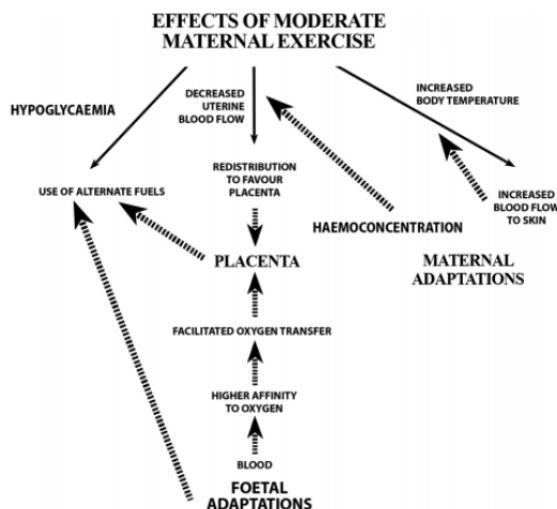 EFFECTS OF MODERATE
MATERNAL EXERCISE
HYPOGLYCAEMIA
DECREASED
UTERINE
BLOOD FLOW
INCREASED
BODY TEMPERATURE
USE OF ALTERNATE FUELS
REDISTRIBUTION
TO FAVOUR
PLACENTA
HAEMOCONCENTRATION
INCREASED
BLOOD FLOW
TO SKIN
PLACENTA
MATERNAL
ADAPTATIONS
FACILITATED OXYGEN TRANSFER
HIGHER AFFINITY
TO OXYGEN
BLOOD
FOETAL
ADAPTATIONS